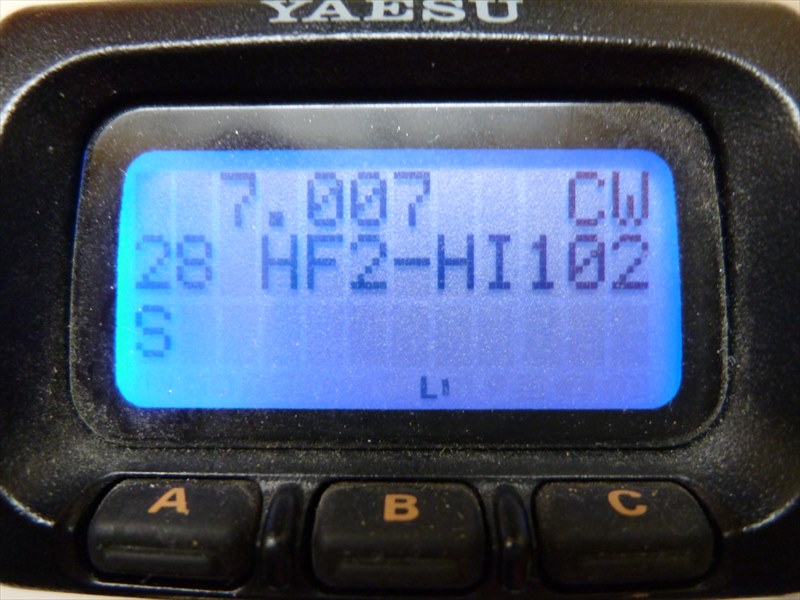 YAESU
7.007 CW
28 HF2-HI102
S
A B C